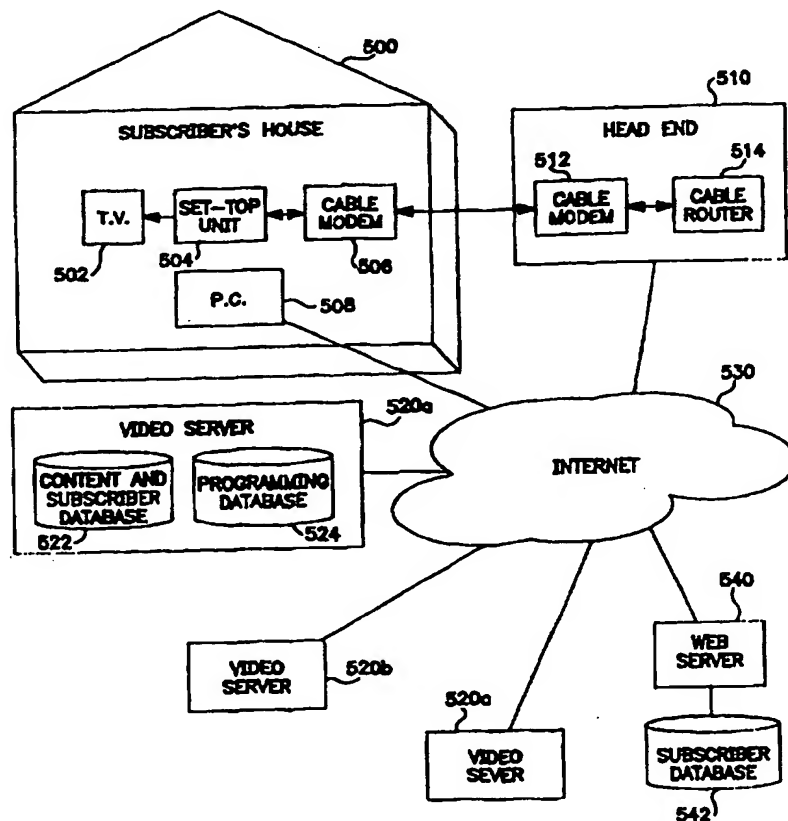 500
510
SUBSCRIBER'S HOUSE
HEAD END
512
514
T.V.
SET-TOP
UNIT
CABLE
MODEM
CABLE
MODEM
CABLE
ROUTER
502
504
506
P.C.
508
530
520a
VIDEO SERVER
CONTENT AND
SUBSCRIBER
DATABASE
PROGRAMMING
DATABASE
INTERNET
522
524
540
WEB
SERVER
VIDEO
SERVER
520b
520a
VIDEO
SEVER
SUBSCRIBER
DATABASE
542